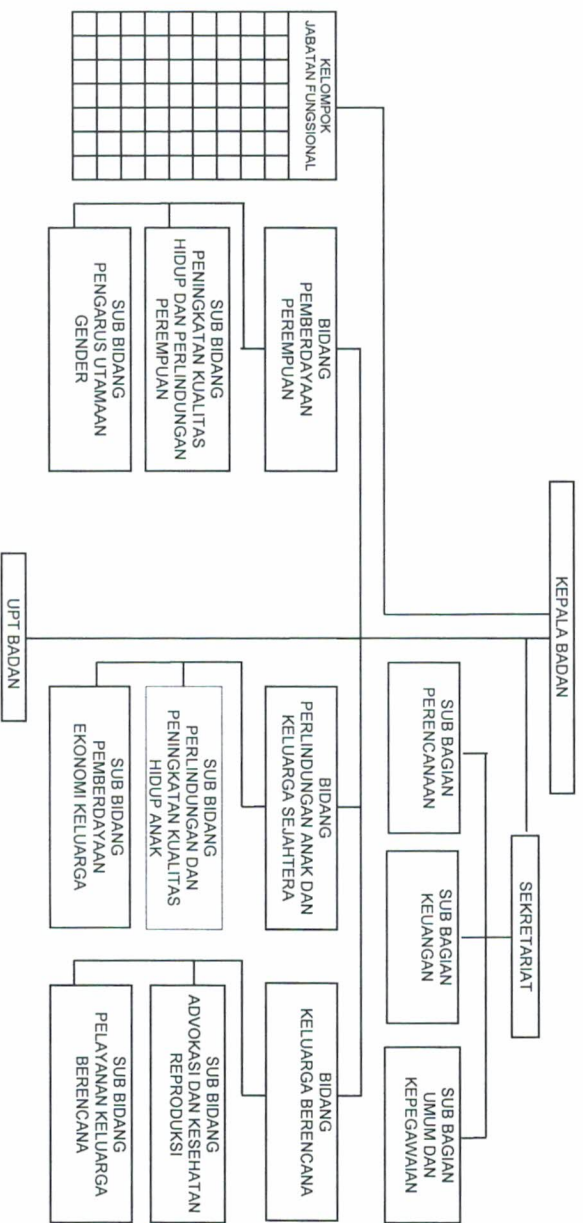 KEPALA BADAN
SEKRETARIAT
SUB BAGIAN
PERENCANAAN
SUB BAGIAN
KEUANGAN
SUB BAGIAN
UMUM DAN
KEPEGAWAIAN
KELOMPOK
JABATAN FUNGSIONAL
BIDANG
PEMBERDAYAAN
PEREMPUAN
SUB BIDANG
PENINGKATAN KUALITAS
HIDUP DAN PERLINDUNGAN
PEREMPUAN
SUB BIDANG
PENGARUS UTAMAAN
GENDER
BIDANG
PERLINDUNGAN ANAK DAN
KELUARGA SEJAHTERA
SUB BIDANG
PERLINDUNGAN DAN
PENINGKATAN KUALITAS
HIDUP ANAK
SUB BIDANG
PEMBERDAYAAN
EKONOMI KELUARGA
BIDANG
KELUARGA BERENCANA
SUB BIDANG
ADVOKASI DAN KESEHATAN
REPRODUKSI
SUB BIDANG
PELAYANAN KELUARGA
BERENCANA
UPT BADAN